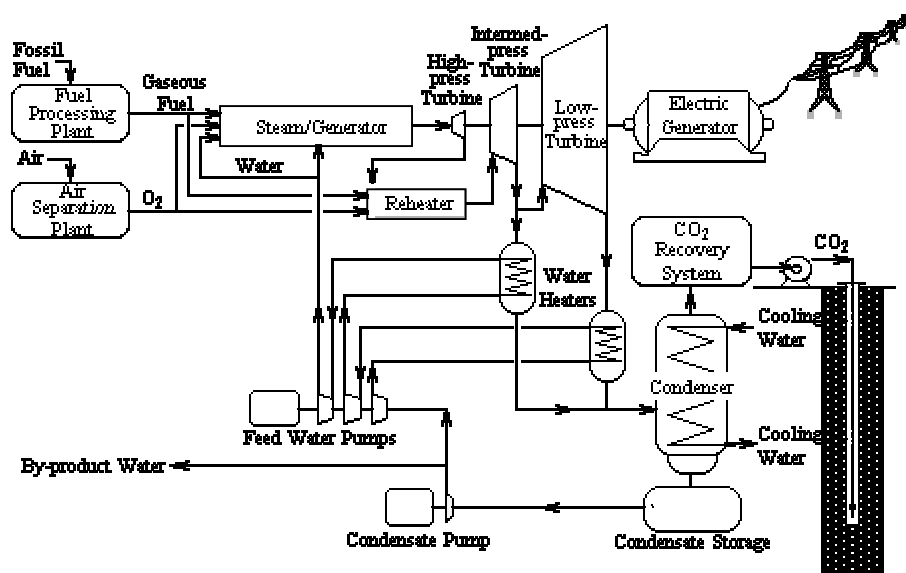 Fossil
Fuel
Fuel
Processing
Plant
Gaseous
Fuel
Air
Air
Separation
Plant
O2
Steam/Generator
Water
Reheater
High-
press
Turbine
Intermed-
press
Turbine
Low-
press
Turbine
Electric
Generator
Water
Heaters
CO2
Recovery
System
CO2
Cooling
Water
Condenser
Cooling
Water
Feed Water Pumps
By-product Water
Condensate Pump
Condensate Storage